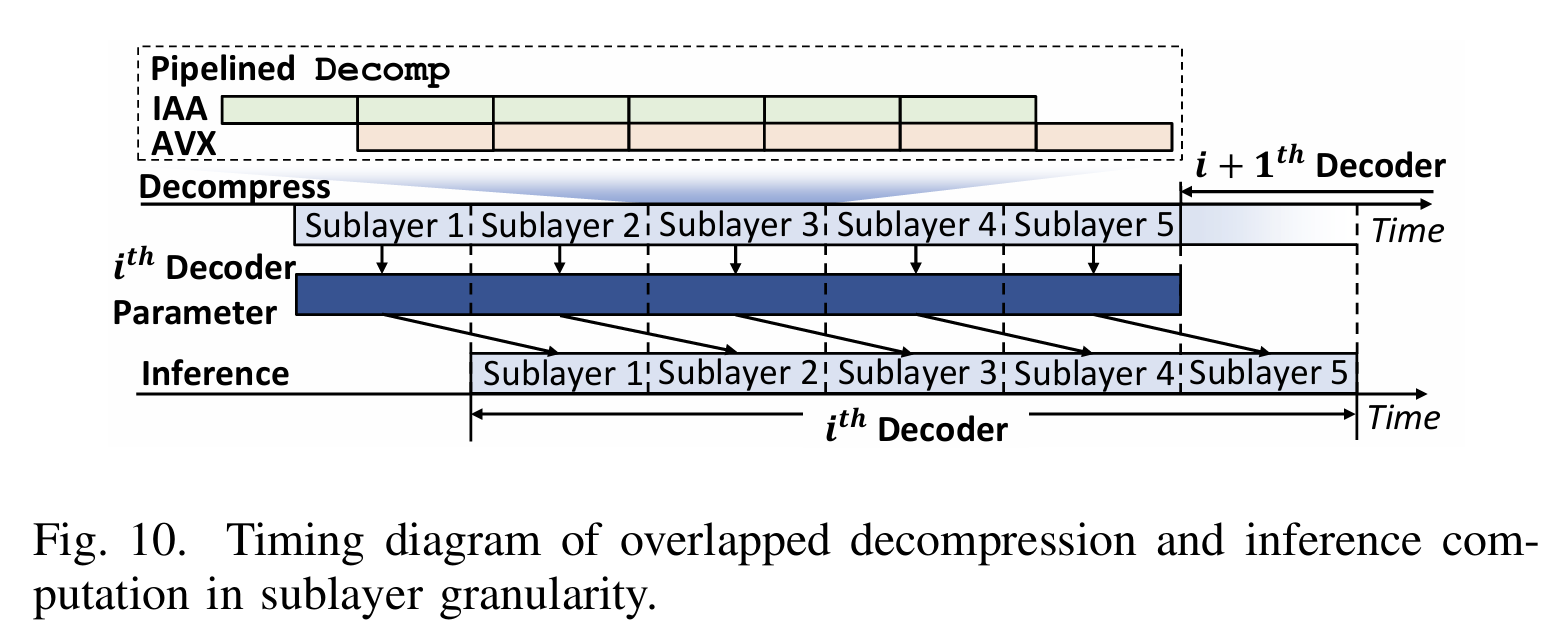 Pipelined Decomp
IAA
AVX
i + 1th Decoder
Decompress
Sublayer 1 Sublayer 2 Sublayer 3 Sublayer 4 Sublayer 5
Time
ith Decoder
Parameter
Inference
Sublayer 1 Sublayer 2 Sublayer 3 Sublayer 4 Sublayer 5
Time
ith Decoder
Fig. 10. Timing diagram of overlapped decompression and inference com-
putation in sublayer granularity.